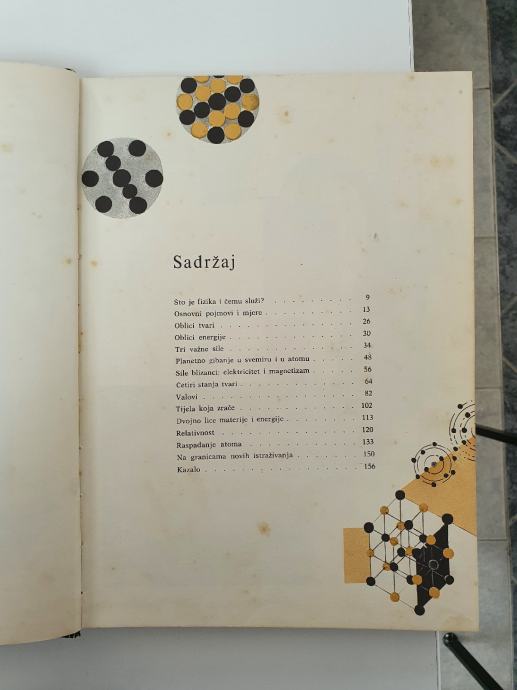 Sadržaj
Što je fizika i čemu služi? . . . . . . . . 9
Osnovni pojmovi i mjere . . . . . . . . . 13
Oblici tvari . . . . . . . . . . . . . . 26
Oblici energije . . . . . . . . . . . . . 30
Tri važne sile . . . . . . . . . . . . . 34
Planetno gibanje u svemiru i u atomu . . . . . 48
Sile blizanci: elektricitet i magnetizam . . . . . 56
Četiri stanja tvari . . . . . . . . . . . . 64
Valovi . . . . . . . . . . . . . . . . 82
Tijela koja zrače . . . . . . . . . . . . 102
Dvojno lice materije i energije . . . . . . . 113
Relativnost . . . . . . . . . . . . . . 120
Raspadanje atoma . . . . . . . . . . . 133
Na granicama novih istraživanja . . . . . . . 150
Kazalo . . . . . . . . . . . . . . . . 156